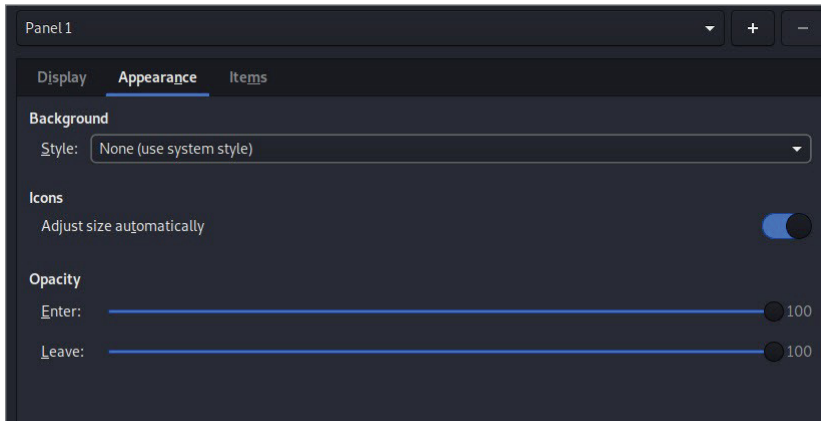 Panel 1 + −
Display Appearance Items
Background
Style: None (use system style)
Icons
Adjust size automatically
Opacity
Enter: 100
Leave: 100